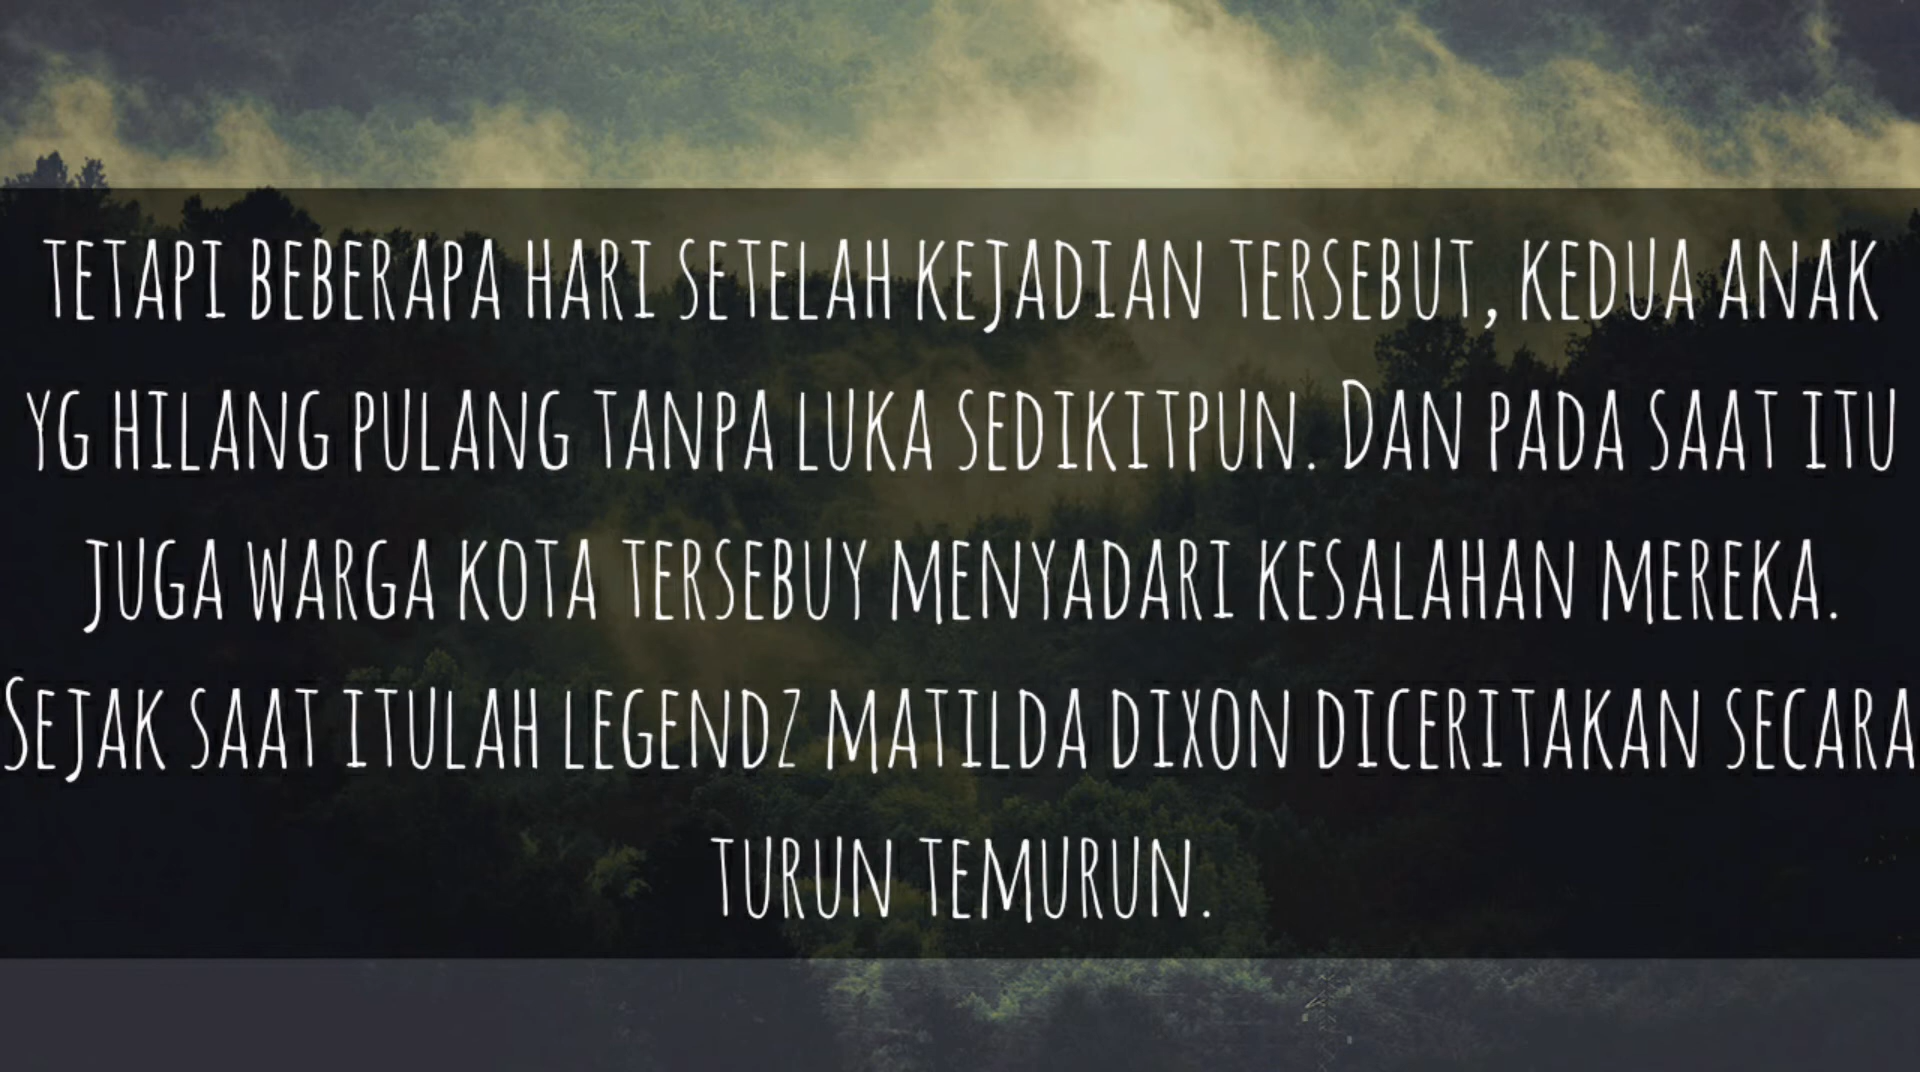 tetapi beberapa hari setelah kejadian tersebut, kedua anak
yg hilang pulang tanpa luka sedikitpun. Dan pada saat itu
juga warga kota tersebuy menyadari kesalahan mereka.
Sejak saat itulah legendz matilda dixon diceritakan secara
turun temurun.